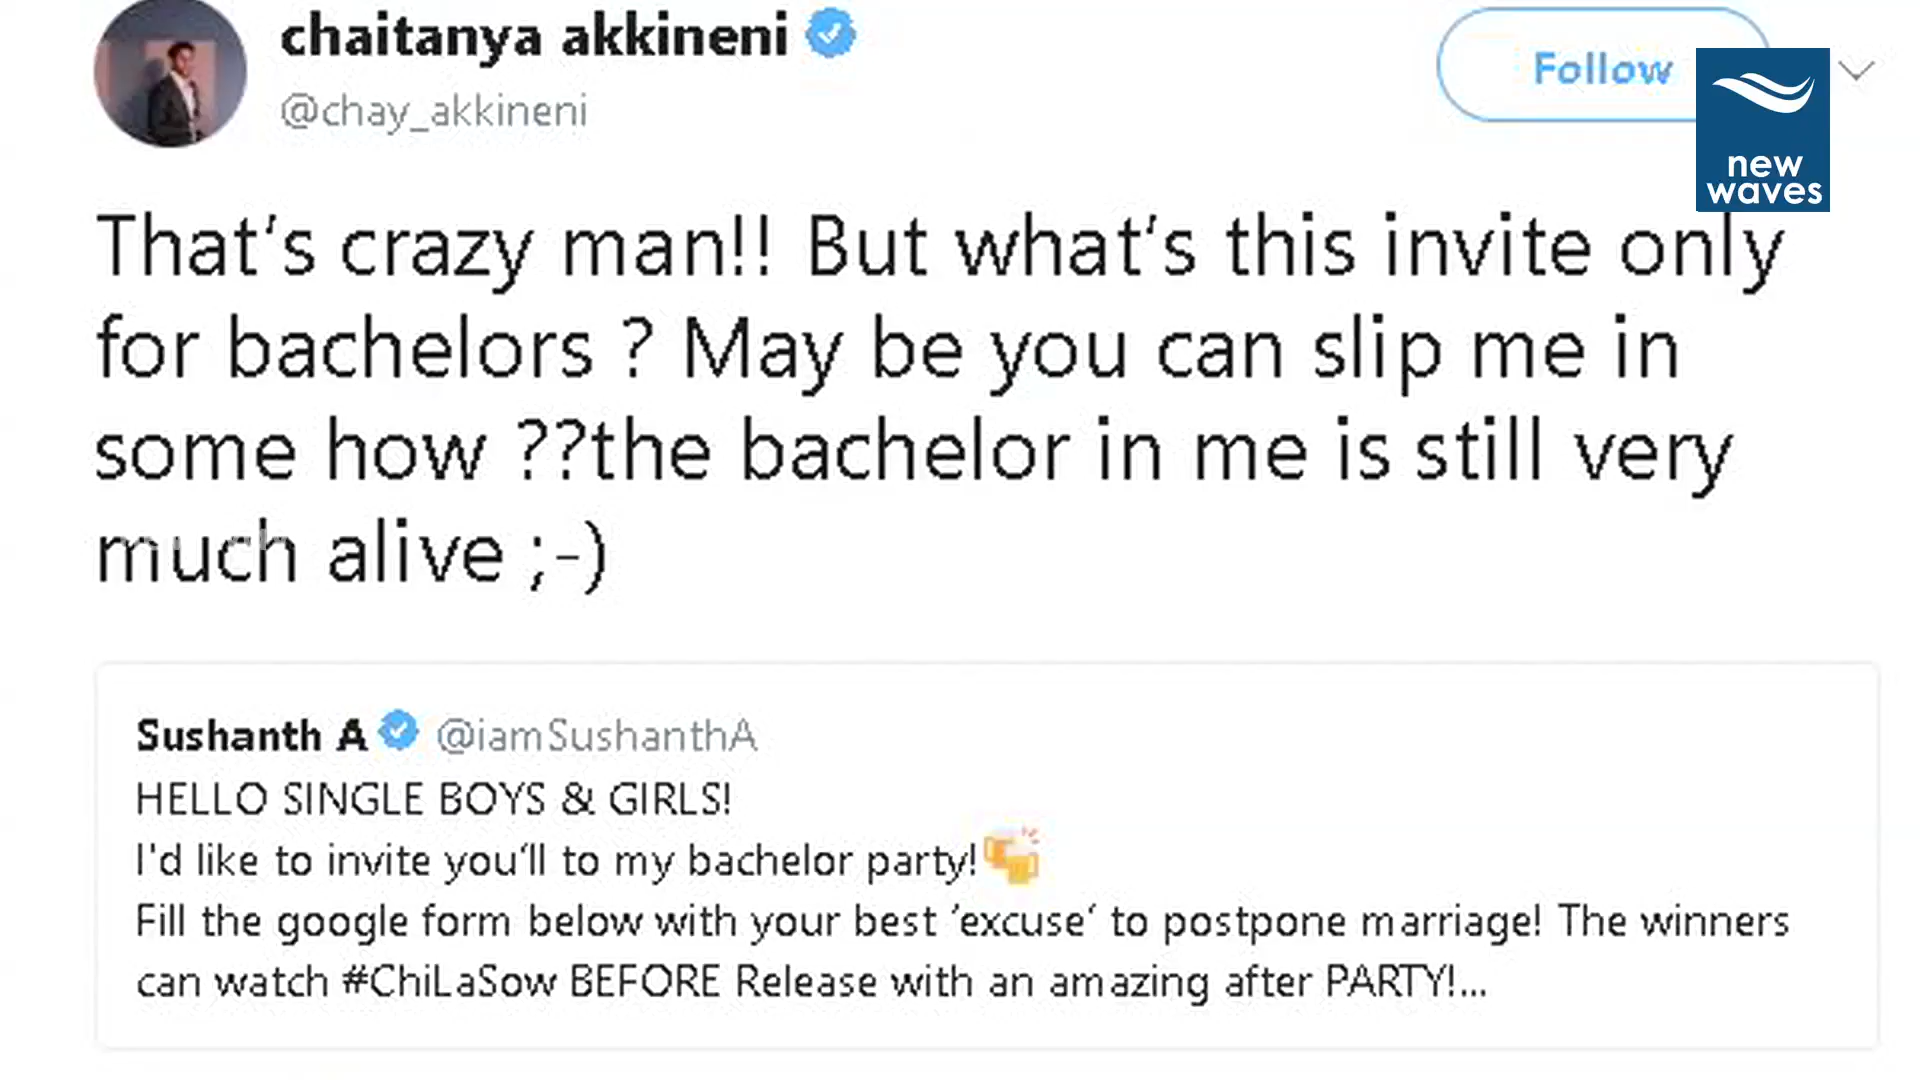 chaitanya akkineni
@chay_akkineni
Follow
new
waves
That's crazy man!! But what's this invite only
for bachelors ? May be you can slip me in
some how ??the bachelor in me is still very
much alive ;-)
Sushanth A @iamSushanthA
HELLO SINGLE BOYS & GIRLS!
I'd like to invite you'll to my bachelor party!🍻
Fill the google form below with your best 'excuse' to postpone marriage! The winners
can watch #ChiLaSow BEFORE Release with an amazing after PARTY!...